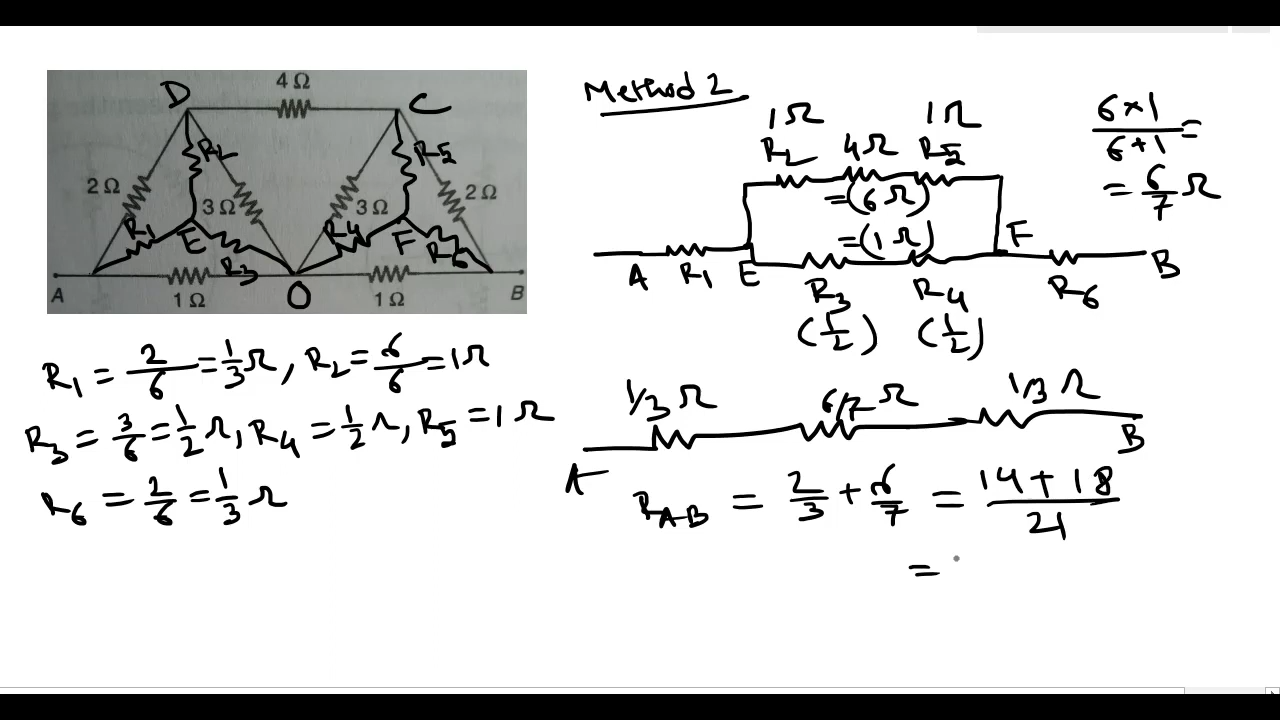 Method 2
4Ω
D
C
R2
R5
2Ω
3Ω
3Ω
2Ω
R1
E
R3
R4
F
R6
A
1Ω
O
1Ω
B
1Ω
1Ω
R2
4Ω
R5
=(6Ω)
=(1Ω)
A
R1
E
F
R6
B
R3
R4
(1/2)
(1/2)
6×1/6+1 =
= 6/7 Ω
R1 = 2/6 = 1/3 Ω, R2 = 6/6 = 1Ω
R3 = 3/6 = 1/2 Ω, R4 = 1/2 Ω, R5 = 1Ω
R6 = 2/6 = 1/3 Ω
1/3 Ω
6/7 Ω
1/3 Ω
A
B
RAB = 2/3 + 6/7 = 14+18/21
=